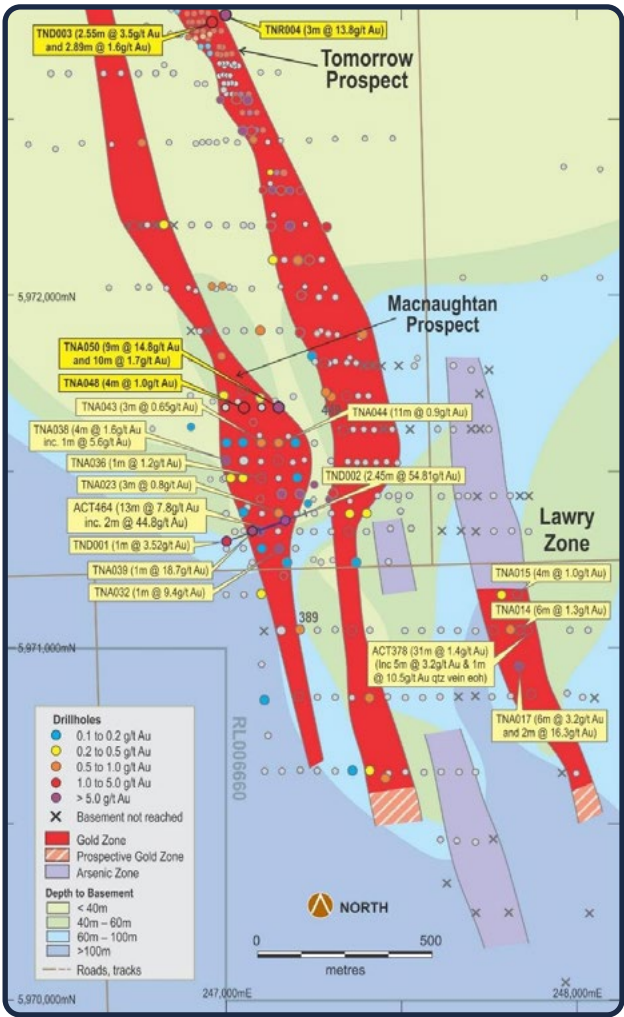 TND003 (2.55m @ 3.5g/t Au
and 2.89m @ 1.6g/t Au)
TNR004 (3m @ 13.8g/t Au)
Tomorrow
Prospect
5,972,000mN
Macnaughtan
Prospect
TNA050 (9m @ 14.8g/t Au
and 10m @ 1.7g/t Au)
TNA048 (4m @ 1.0g/t Au)
TNA043 (3m @ 0.65g/t Au)
TNA044 (11m @ 0.9g/t Au)
TNA038 (4m @ 1.6g/t Au
inc. 1m @ 5.6g/t Au)
TNA036 (1m @ 1.2g/t Au)
TND002 (2.45m @ 54.81g/t Au)
TNA023 (3m @ 0.8g/t Au)
ACT464 (13m @ 7.8g/t Au
inc. 2m @ 44.8g/t Au)
Lawry
Zone
TND001 (1m @ 3.52g/t Au)
TNA039 (1m @ 18.7g/t Au)
TNA032 (1m @ 9.4g/t Au)
TNA015 (4m @ 1.0g/t Au)
TNA014 (6m @ 1.3g/t Au)
389
5,971,000mN
ACT378 (31m @ 1.4g/t Au)
(Inc 5m @ 3.2g/t Au & 1m
@ 10.5g/t Au qtz vein eoh)
TNA017 (6m @ 3.2g/t Au
and 2m @ 16.3g/t Au)
RL006660
Drillholes
0.1 to 0.2 g/t Au
0.2 to 0.5 g/t Au
0.5 to 1.0 g/t Au
1.0 to 5.0 g/t Au
> 5.0 g/t Au
Basement not reached
Gold Zone
Prospective Gold Zone
Arsenic Zone
Depth to Basement
< 40m
40m – 60m
60m – 100m
>100m
Roads, tracks
NORTH
0 500
metres
5,970,000mN
247,000mE
248,000mE